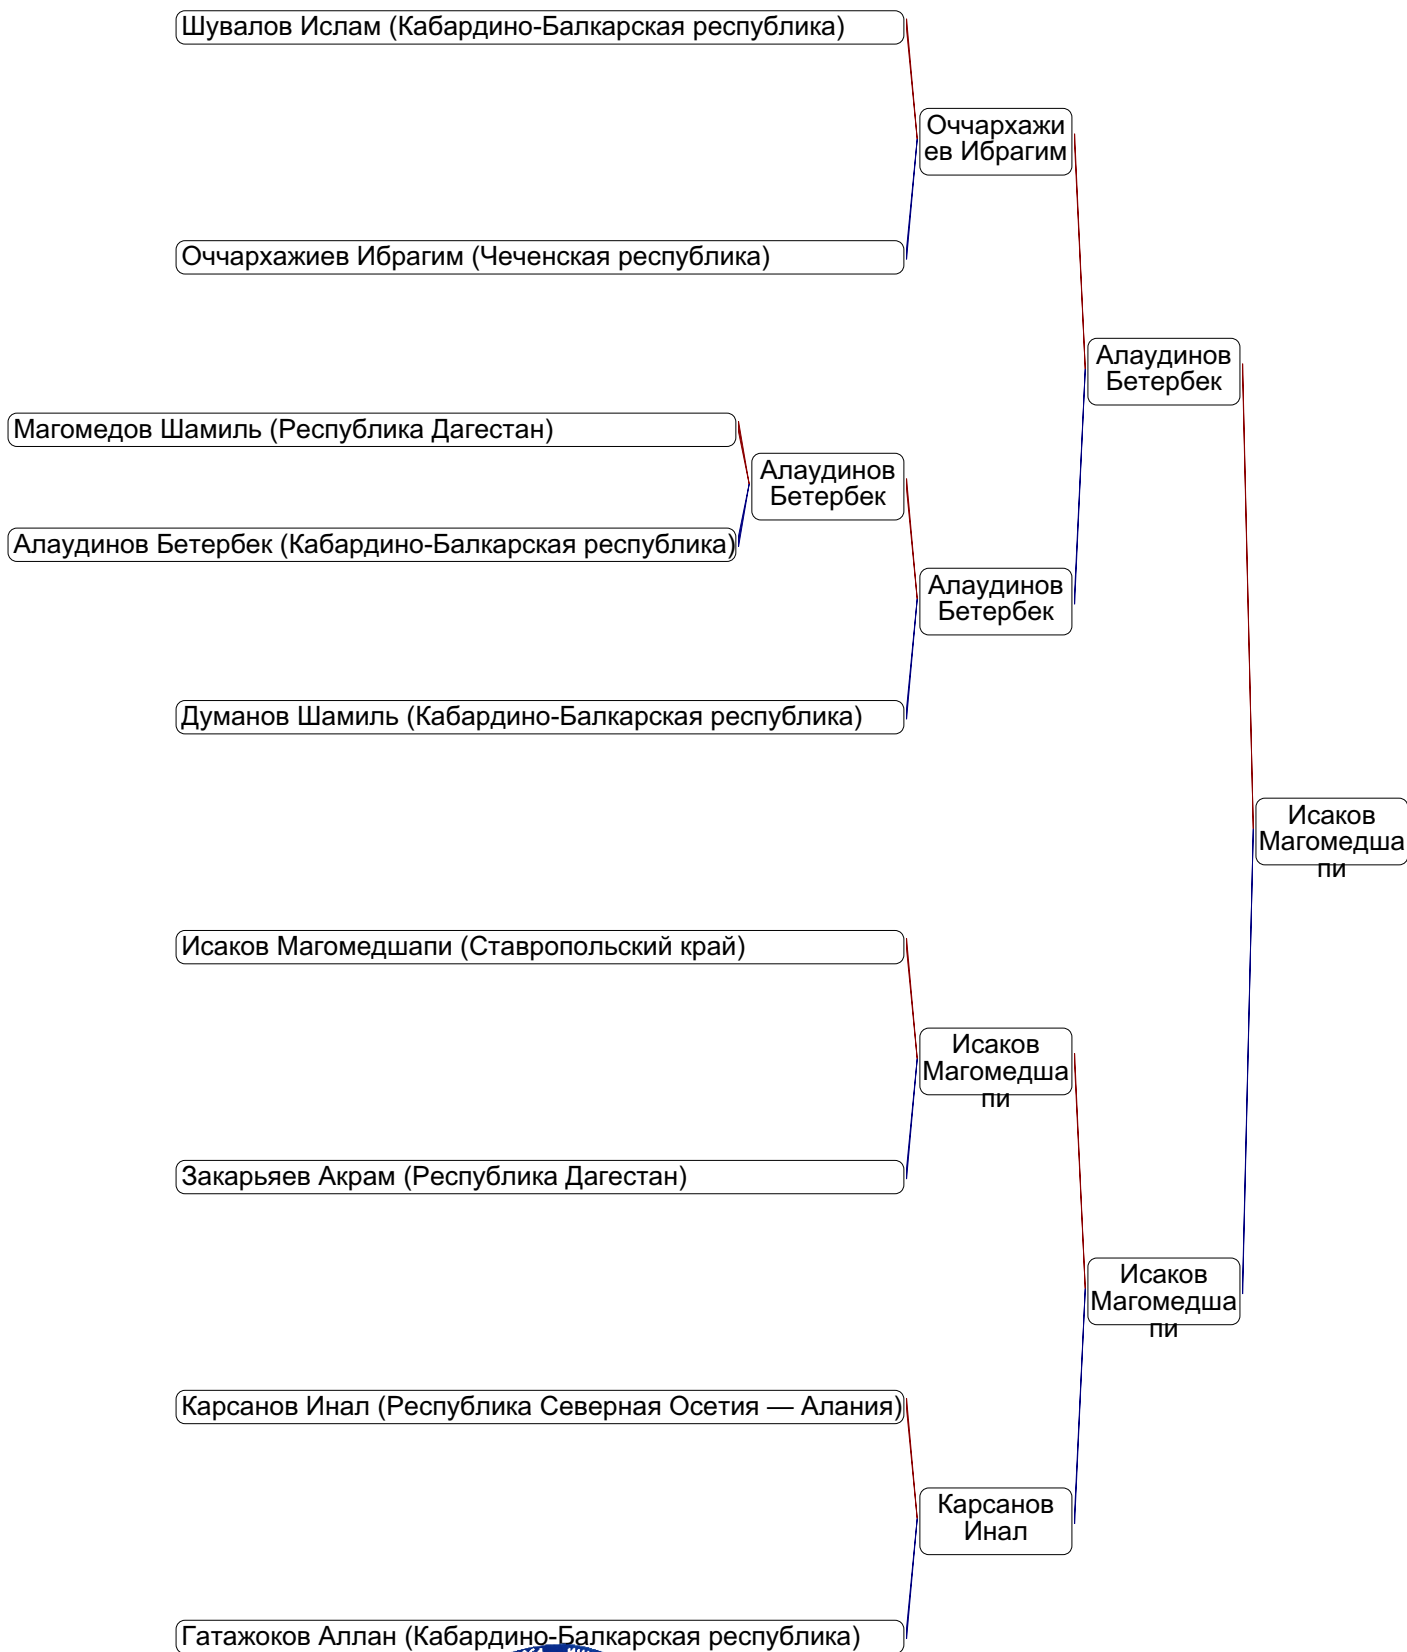 Шувалов Ислам (Кабардино-Балкарская республика)
Оччархажи
ев Ибрагим
Оччархажиев Ибрагим (Чеченская республика)
Алаудинов
Бетербек
Магомедов Шамиль (Республика Дагестан)
Алаудинов
Бетербек
Алаудинов Бетербек (Кабардино-Балкарская республика)
Алаудинов
Бетербек
Думанов Шамиль (Кабардино-Балкарская республика)
Исаков
Магомедша
пи
Исаков Магомедшапи (Ставропольский край)
Исаков
Магомедша
пи
Закарьяев Акрам (Республика Дагестан)
Исаков
Магомедша
пи
Карсанов Инал (Республика Северная Осетия — Алания)
Карсанов
Инал
Гатажоков Аллан (Кабардино-Балкарская республика)